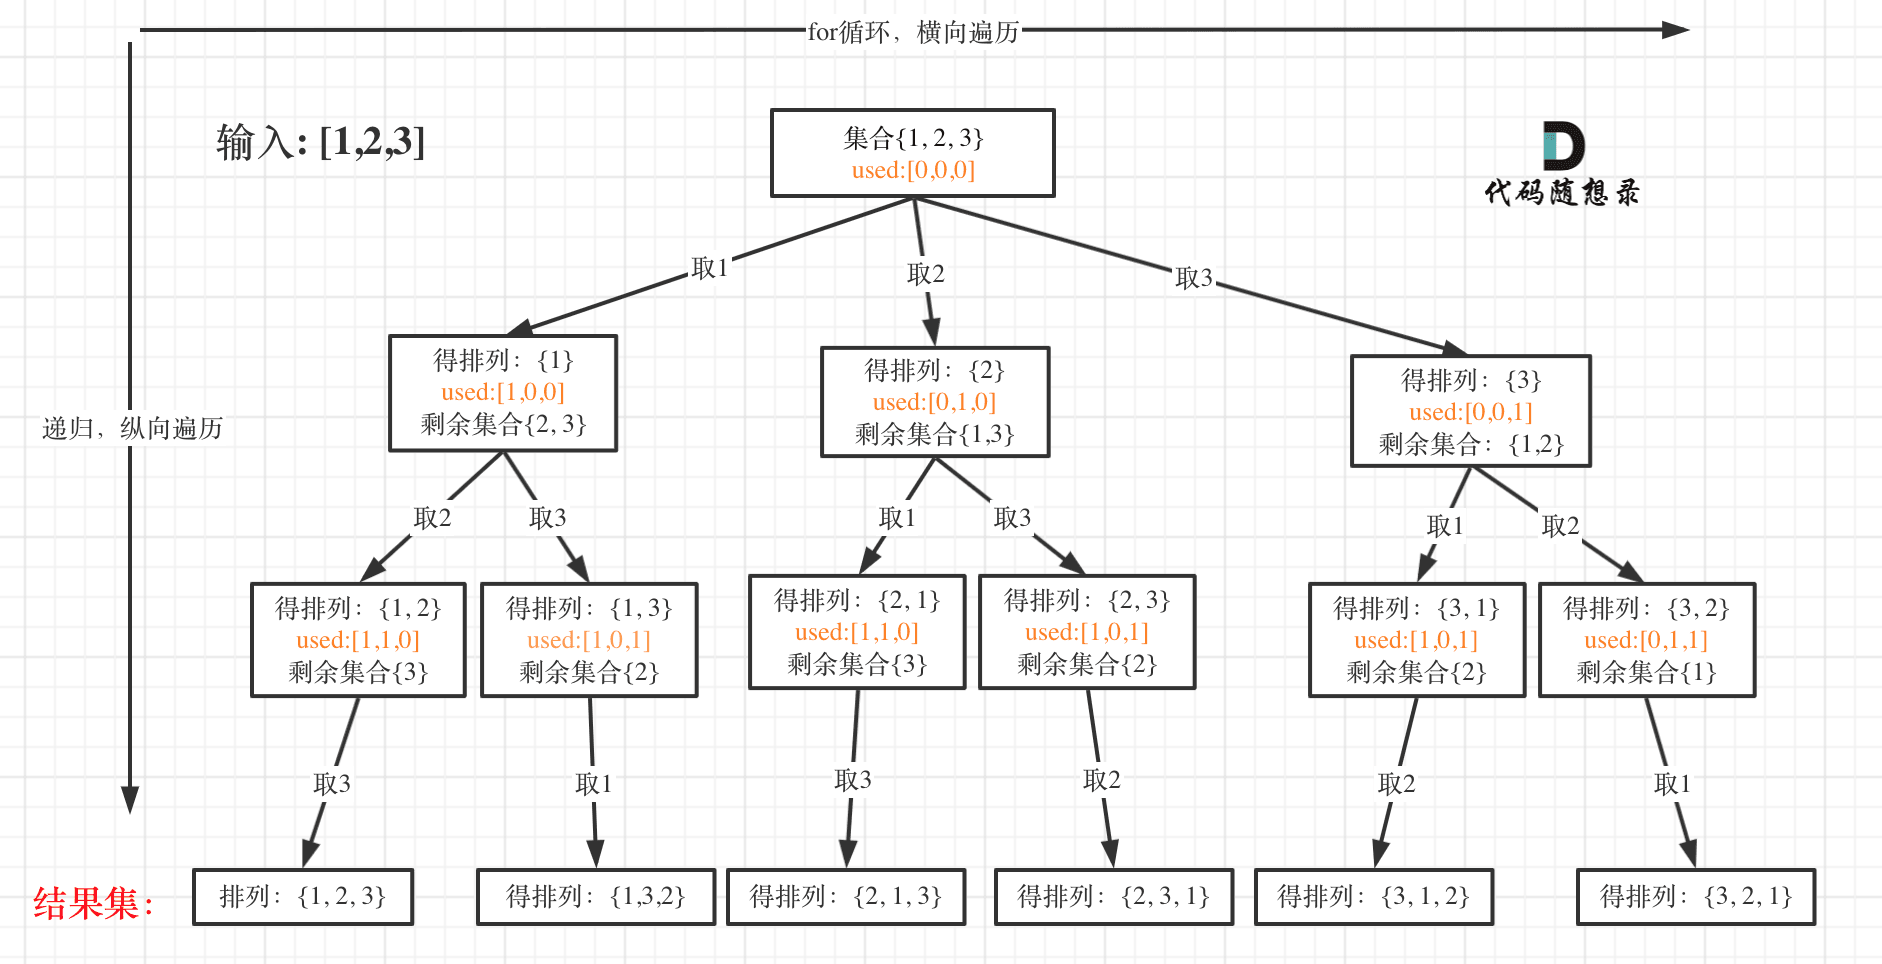 for循环，横向遍历
输入: [1,2,3]
集合{1, 2, 3}
used:[0,0,0]
代码随想录
取1
取2
取3
得排列：{1}
used:[1,0,0]
剩余集合{2, 3}
得排列：{2}
used:[0,1,0]
剩余集合{1,3}
得排列：{3}
used:[0,0,1]
剩余集合：{1,2}
递归，纵向遍历
取2
取3
取1
取3
取1
取2
得排列：{1, 2}
used:[1,1,0]
剩余集合{3}
得排列：{1, 3}
used:[1,0,1]
剩余集合{2}
得排列：{2, 1}
used:[1,1,0]
剩余集合{3}
得排列：{2, 3}
used:[1,0,1]
剩余集合{2}
得排列：{3, 1}
used:[1,0,1]
剩余集合{2}
得排列：{3, 2}
used:[0,1,1]
剩余集合{1}
取3
取1
取3
取2
取2
取1
结果集：
排列：{1, 2, 3}
得排列：{1,3,2}
得排列：{2, 1, 3}
得排列：{2, 3, 1}
得排列：{3, 1, 2}
得排列：{3, 2, 1}